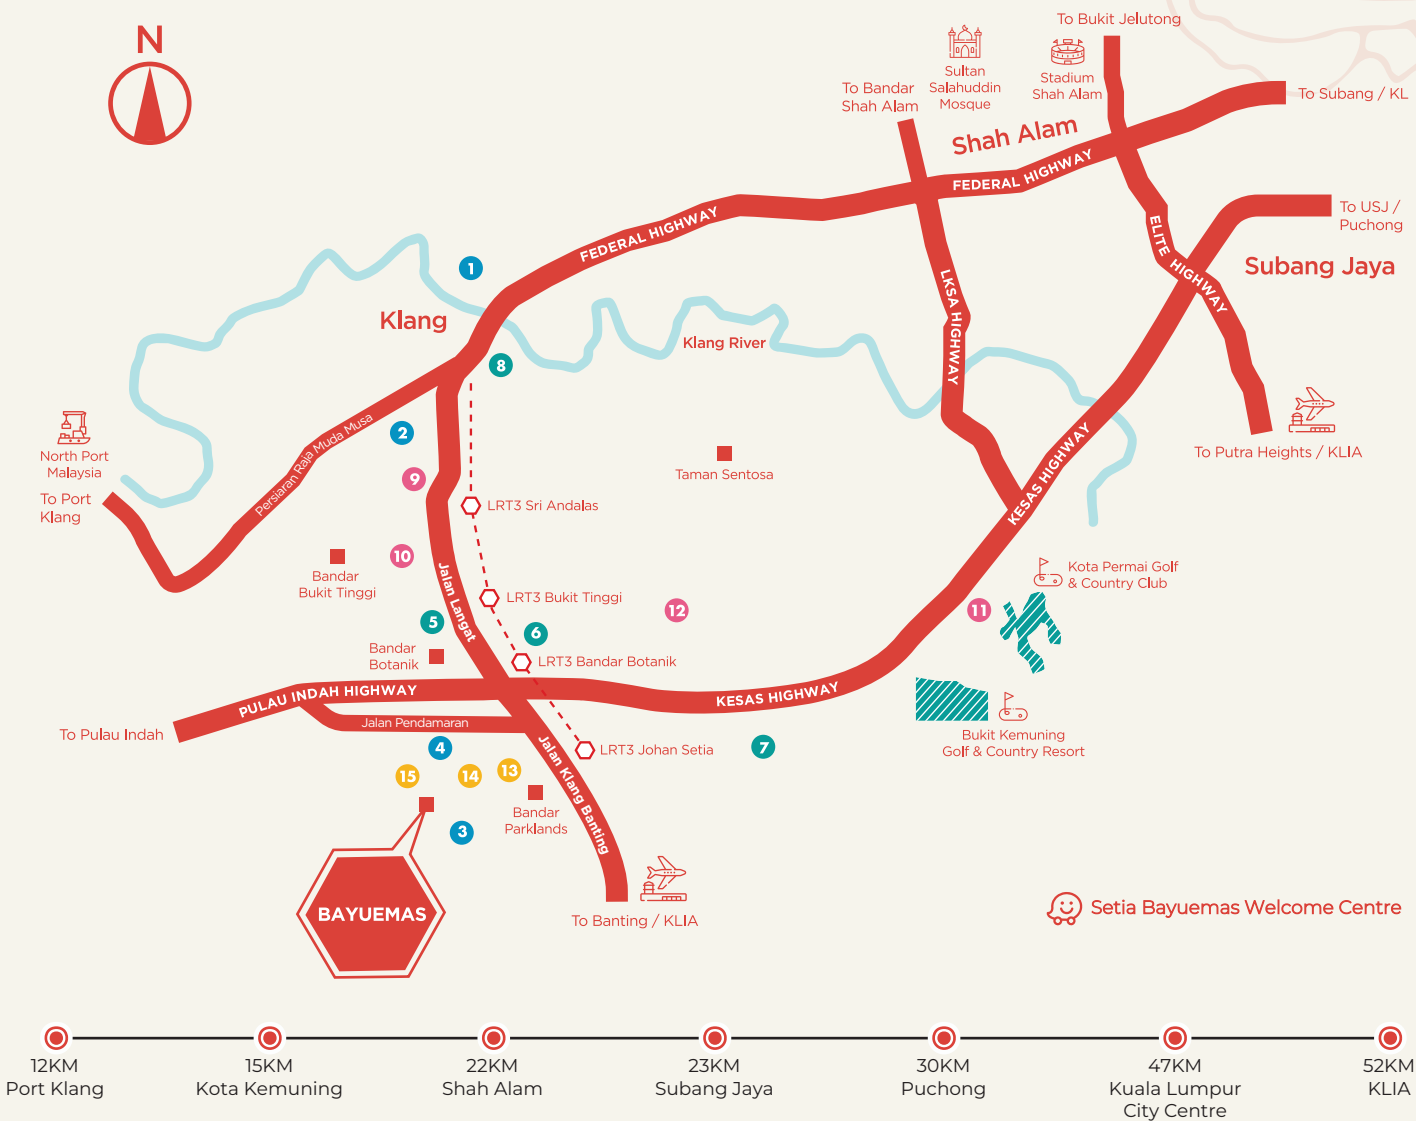 N
To Bukit Jelutong
Sultan
Salahuddin
Mosque
Stadium
Shah Alam
To Bandar
Shah Alam
To Subang / KL
Shah Alam
FEDERAL HIGHWAY
FEDERAL HIGHWAY
To USJ /
Puchong
ELITE HIGHWAY
Subang Jaya
LKSA HIGHWAY
1
Klang
Klang River
8
Persiaran Raja Muda Musa
2
North Port
Malaysia
To Port
Klang
9
Taman Sentosa
To Putra Heights / KLIA
KESAS HIGHWAY
LRT3 Sri Andalas
10
Bandar
Bukit Tinggi
Jalan Langat
LRT3 Bukit Tinggi
12
11
Kota Permai Golf
& Country Club
5
6
Bandar
Botanik
LRT3 Bandar Botanik
PULAU INDAH HIGHWAY
KESAS HIGHWAY
To Pulau Indah
Jalan Pendamaran
Bukit Kemuning
Golf & Country Resort
4
LRT3 Johan Setia
7
15
14
13
Jalan Klang Banting
Bandar
Parklands
3
BAYUEMAS
To Banting / KLIA
Setia Bayuemas Welcome Centre
12KM
Port Klang
15KM
Kota Kemuning
22KM
Shah Alam
23KM
Subang Jaya
30KM
Puchong
47KM
Kuala Lumpur
City Centre
52KM
KLIA